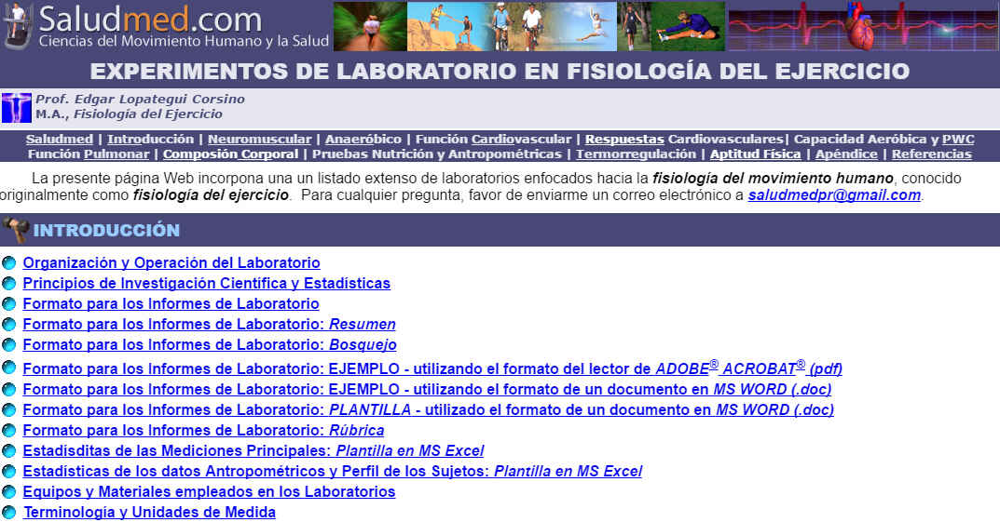 Saludmed.com
Ciencias del Movimiento Humano y la Salud
EXPERIMENTOS DE LABORATORIO EN FISIOLOGÍA DEL EJERCICIO
Prof. Edgar Lopategui Corsino
M.A., Fisiología del Ejercicio
Saludmed | Introducción | Neuromuscular | Anaeróbico | Función Cardiovascular | Respuestas Cardiovasculares| Capacidad Aeróbica y PWC
Función Pulmonar | Composión Corporal | Pruebas Nutrición y Antropométricas | Termorregulación | Aptitud Física | Apéndice | Referencias
La presente página Web incorpona una un listado extenso de laboratorios enfocados hacia la fisiología del movimiento humano, conocido
originalmente como fisiología del ejercicio. Para cualquier pregunta, favor de enviarme un correo electrónico a saludmedpr@gmail.com.
INTRODUCCIÓN
Organización y Operación del Laboratorio
Principios de Investigación Científica y Estadísticas
Formato para los Informes de Laboratorio
Formato para los Informes de Laboratorio: Resumen
Formato para los Informes de Laboratorio: Bosquejo
Formato para los Informes de Laboratorio: EJEMPLO - utilizando el formato del lector de ADOBE® ACROBAT® (pdf)
Formato para los Informes de Laboratorio: EJEMPLO - utilizando el formato de un documento en MS WORD (.doc)
Formato para los Informes de Laboratorio: PLANTILLA - utilizado el formato de un documento en MS WORD (.doc)
Formato para los Informes de Laboratorio: Rúbrica
Estadisditas de las Mediciones Principales: Plantilla en MS Excel
Estadísticas de los datos Antropométricos y Perfil de los Sujetos: Plantilla en MS Excel
Equipos y Materiales empleados en los Laboratorios
Terminología y Unidades de Medida